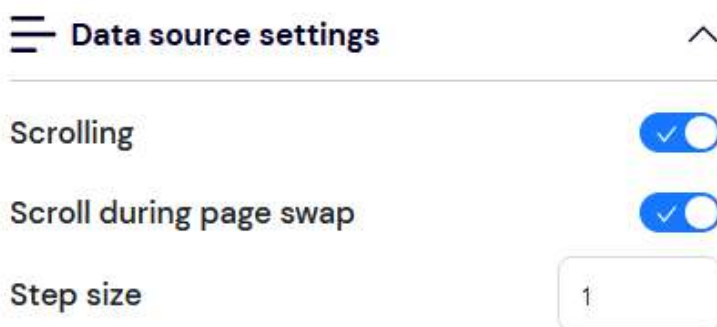 Data source settings
Scrolling
Scroll during page swap
Step size 1